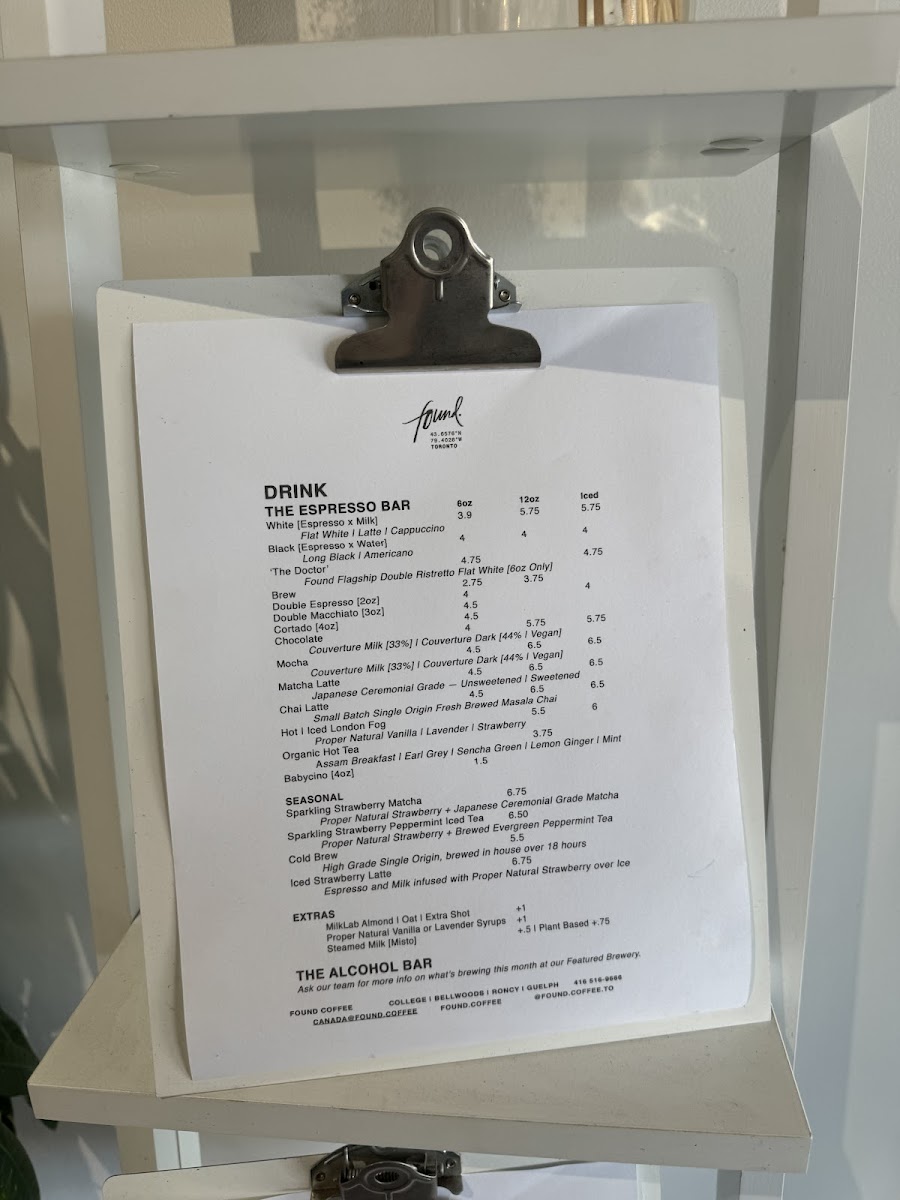 found.
43.6576°N
79.4026°W
TORONTO
DRINK
THE ESPRESSO BAR 6oz 12oz Iced
White [Espresso x Milk] 3.9 5.75 5.75
Flat White | Latte | Cappuccino
Black [Espresso x Water] 4 4 4
Long Black | Americano
'The Doctor' 4.75 4.75
Found Flagship Double Ristretto Flat White [6oz Only]
Brew 2.75 3.75 4
Double Espresso [2oz] 4
Double Macchiato [3oz] 4.5
Cortado [4oz] 4.5
Chocolate 4 5.75 5.75
Couverture Milk [33%] | Couverture Dark [44% | Vegan]
Mocha 4.5 6.5 6.5
Couverture Milk [33%] | Couverture Dark [44% | Vegan]
Matcha Latte 4.5 6.5 6.5
Japanese Ceremonial Grade — Unsweetened | Sweetened
Chai Latte 4.5 6.5 6.5
Small Batch Single Origin Fresh Brewed Masala Chai
Hot | Iced London Fog 5.5 6
Proper Natural Vanilla | Lavender | Strawberry
Organic Hot Tea 3.75
Assam Breakfast | Earl Grey | Sencha Green | Lemon Ginger | Mint
Babycino [4oz] 1.5
SEASONAL
Sparkling Strawberry Matcha 6.75
Proper Natural Strawberry + Japanese Ceremonial Grade Matcha
Sparkling Strawberry Peppermint Iced Tea 6.50
Proper Natural Strawberry + Brewed Evergreen Peppermint Tea
Cold Brew 5.5
High Grade Single Origin, brewed in house over 18 hours
Iced Strawberry Latte 6.75
Espresso and Milk infused with Proper Natural Strawberry over Ice
EXTRAS
MilkLab Almond | Oat | Extra Shot +1
Proper Natural Vanilla or Lavender Syrups +1
Steamed Milk [Misto] +.5 | Plant Based +.75
THE ALCOHOL BAR
Ask our team for more info on what's brewing this month at our Featured Brewery.
FOUND COFFEE COLLEGE | BELLWOODS | RONCY | GUELPH 416 516-9666
CANADA@FOUND.COFFEE FOUND.COFFEE @FOUND.COFFEE.TO